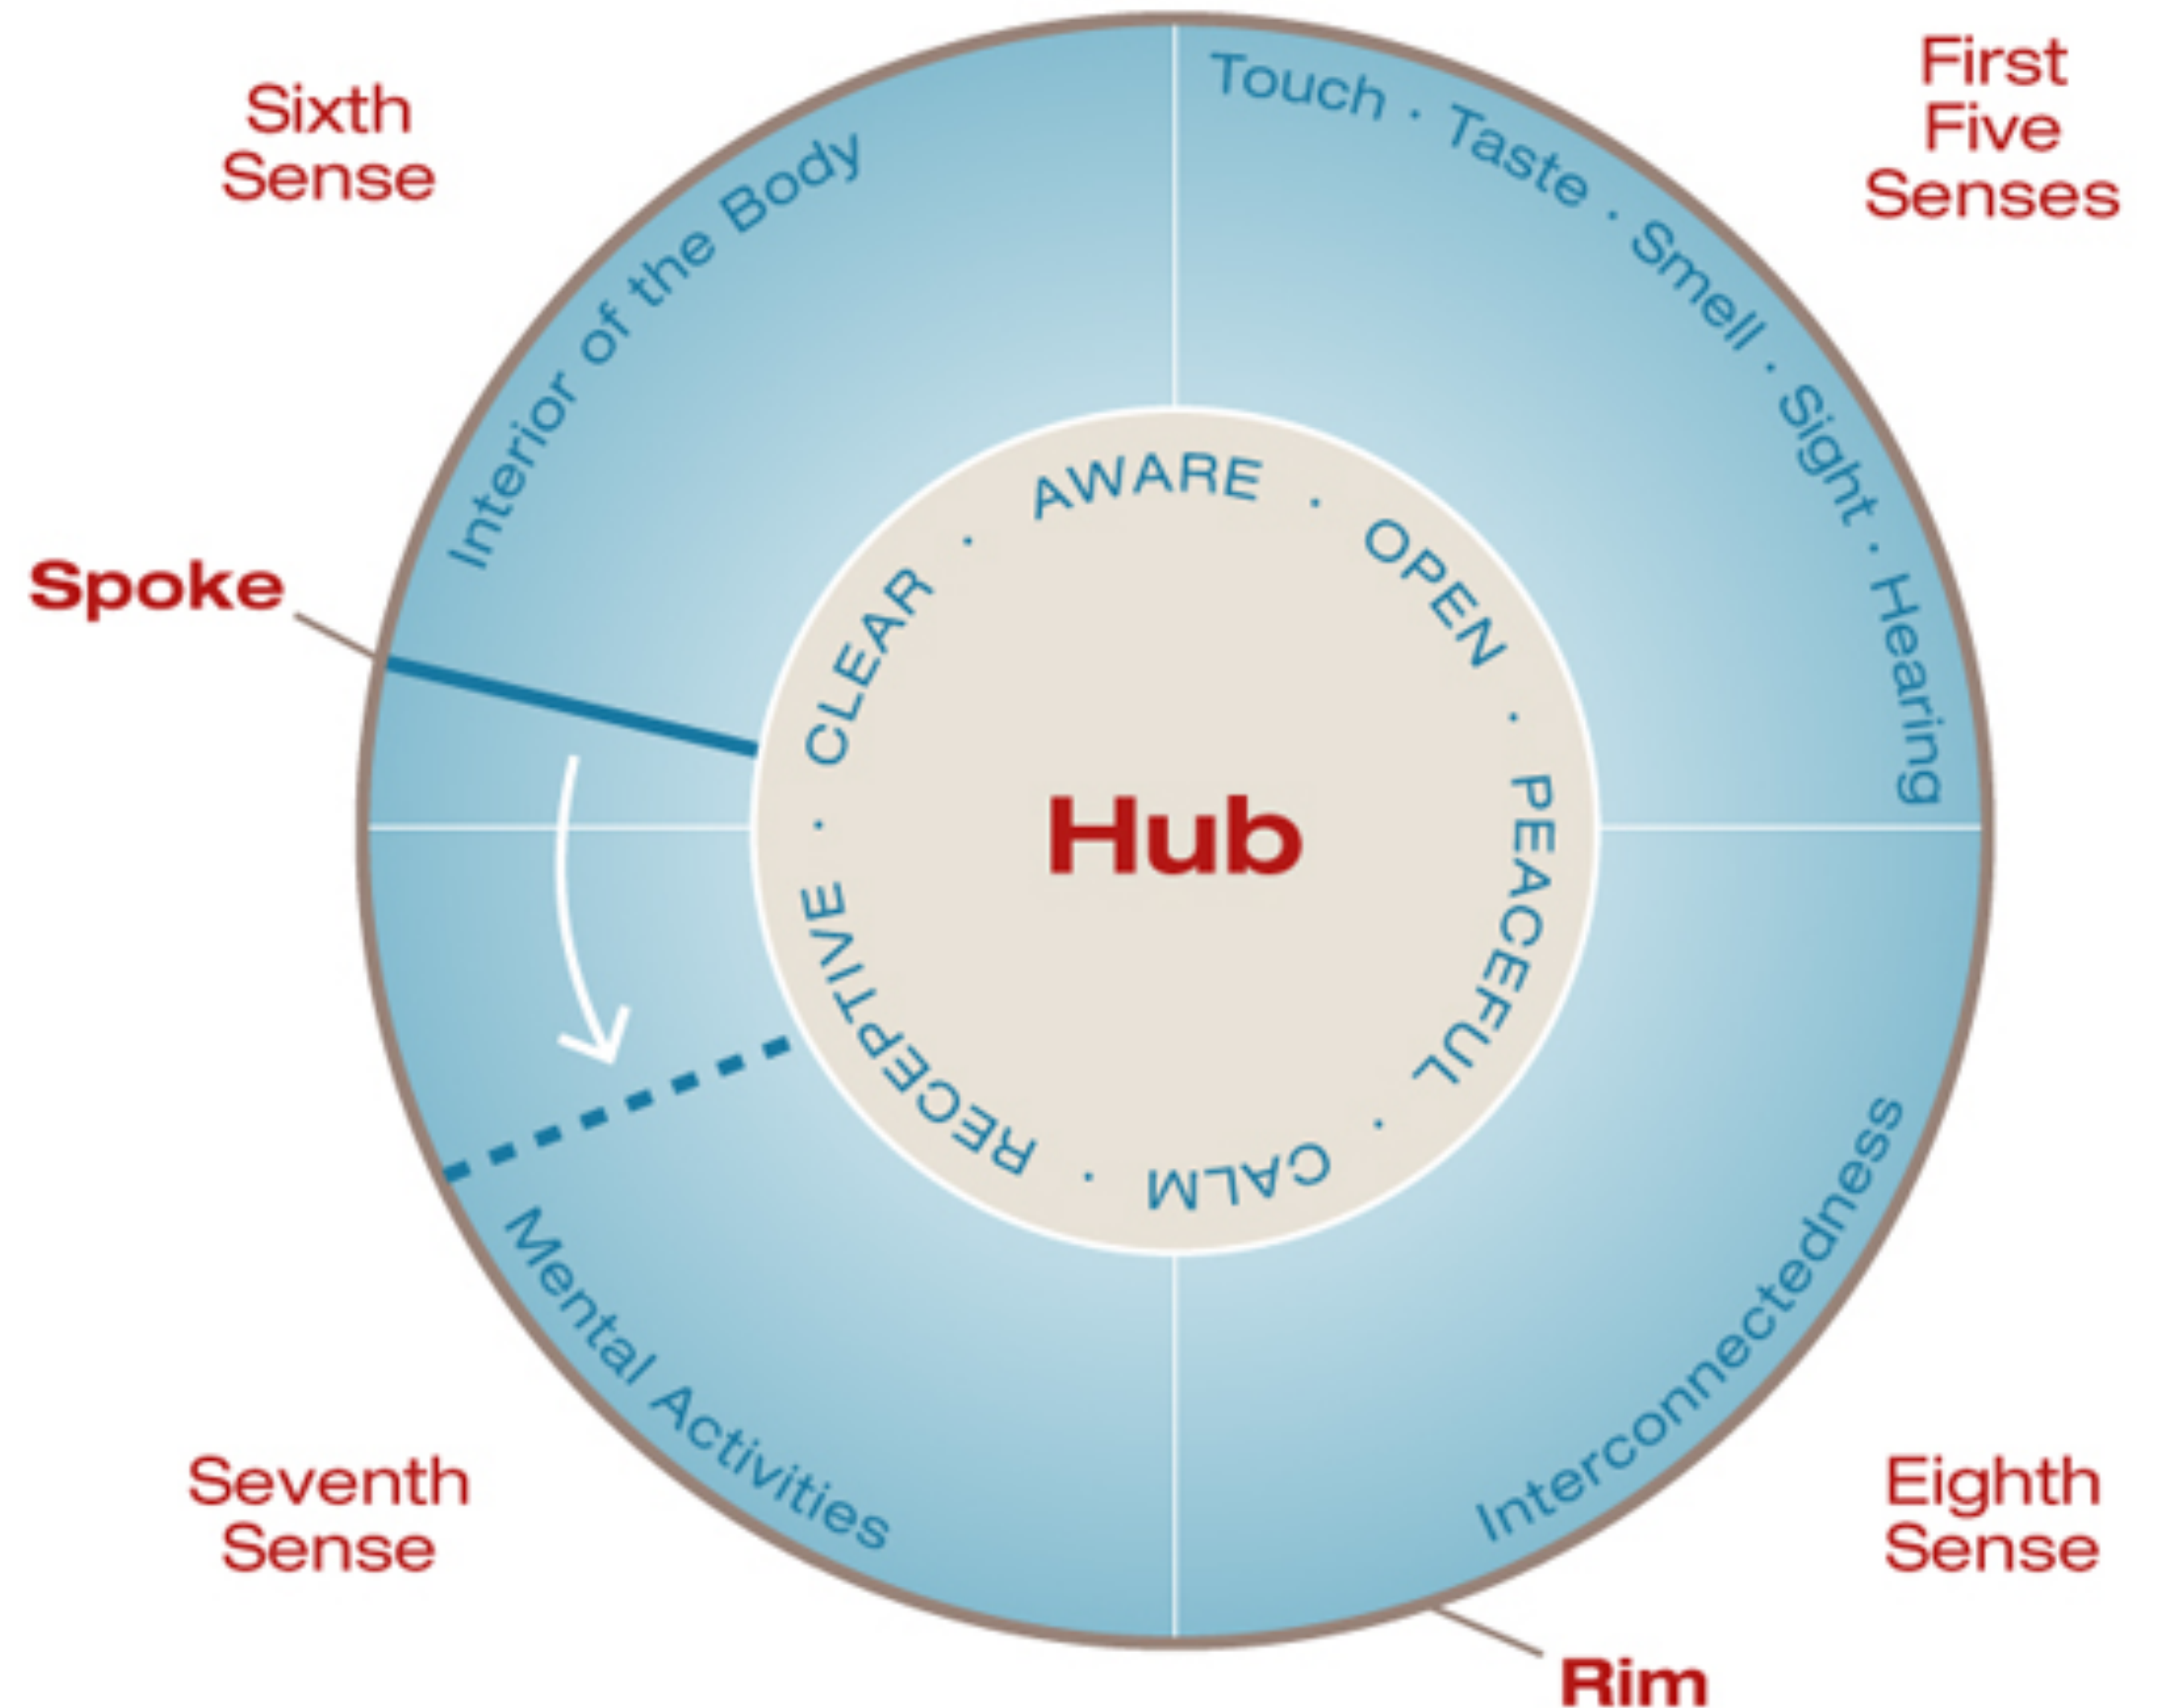 Sixth
Sense
First
Five
Senses
Interior of the Body
Touch · Taste · Smell · Sight · Hearing
Spoke
AWARE · OPEN · PEACEFUL · CALM · RECEPTIVE · CLEAR ·
Hub
Mental Activities
Interconnectedness
Seventh
Sense
Eighth
Sense
Rim